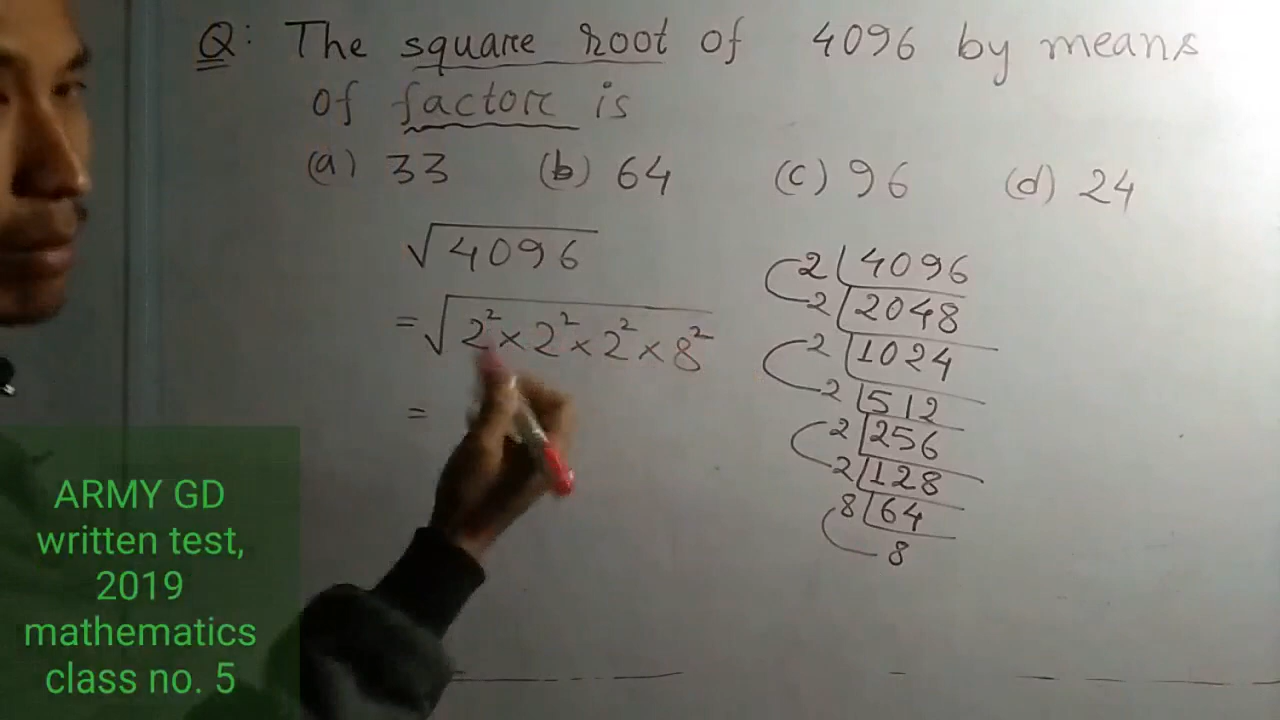 Q: The square root of 4096 by means
of factor is
(a) 33 (b) 64 (c) 96 (d) 24
√4096
= √2² × 2² × 2² × 8²
=
2 | 4096
2 | 2048
2 | 1024
2 | 512
2 | 256
2 | 128
8 | 64
8
ARMY GD
written test,
2019
mathematics
class no. 5